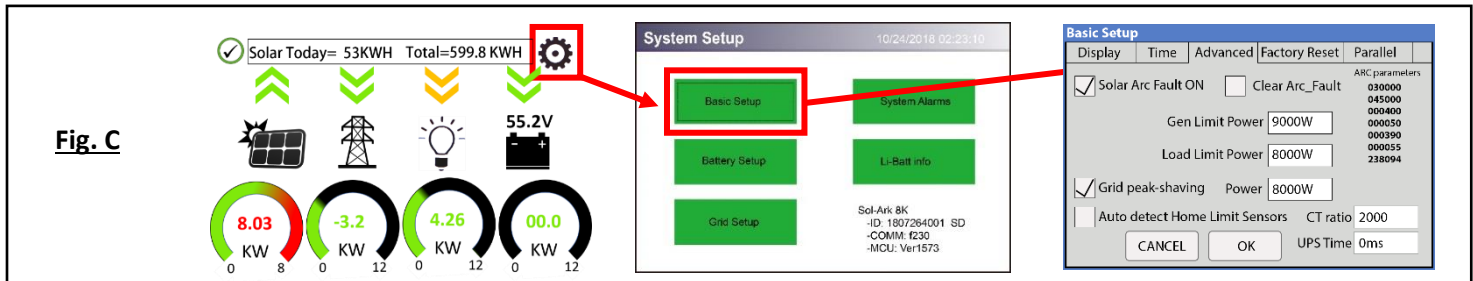 Fig. C
Solar Today= 53KWH Total=599.8 KWH
55.2V
- +
8.03
KW
0 8
-3.2
KW
0 12
4.26
KW
0 12
00.0
KW
0 12
System Setup 10/24/2018 02:23:10
Basic Setup
System Alarms
Battery Setup
Li-Batt info
Grid Setup
Sol-Ark 8K
-ID: 1807264001 SD
-COMM: f230
-MCU: Ver1573
Basic Setup
Display Time Advanced Factory Reset Parallel
Solar Arc Fault ON Clear Arc_Fault
ARC parameters
030000
045000
000400
000050
000390
000055
238094
Gen Limit Power 9000W
Load Limit Power 8000W
Grid peak-shaving Power 8000W
Auto detect Home Limit Sensors CT ratio 2000
CANCEL OK UPS Time 0ms